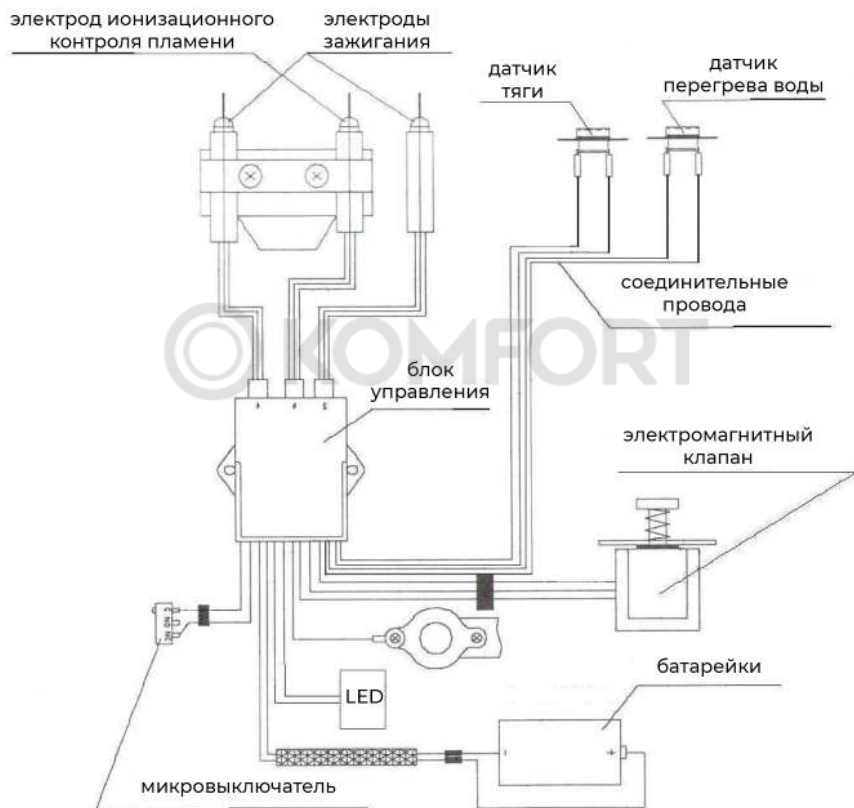 электрод ионизационного
контроля пламени
электроды
зажигания
датчик
тяги
датчик
перегрева воды
соединительные
провода
KOMFORT
блок
управления
электромагнитный
клапан
LED
батарейки
микровыключатель